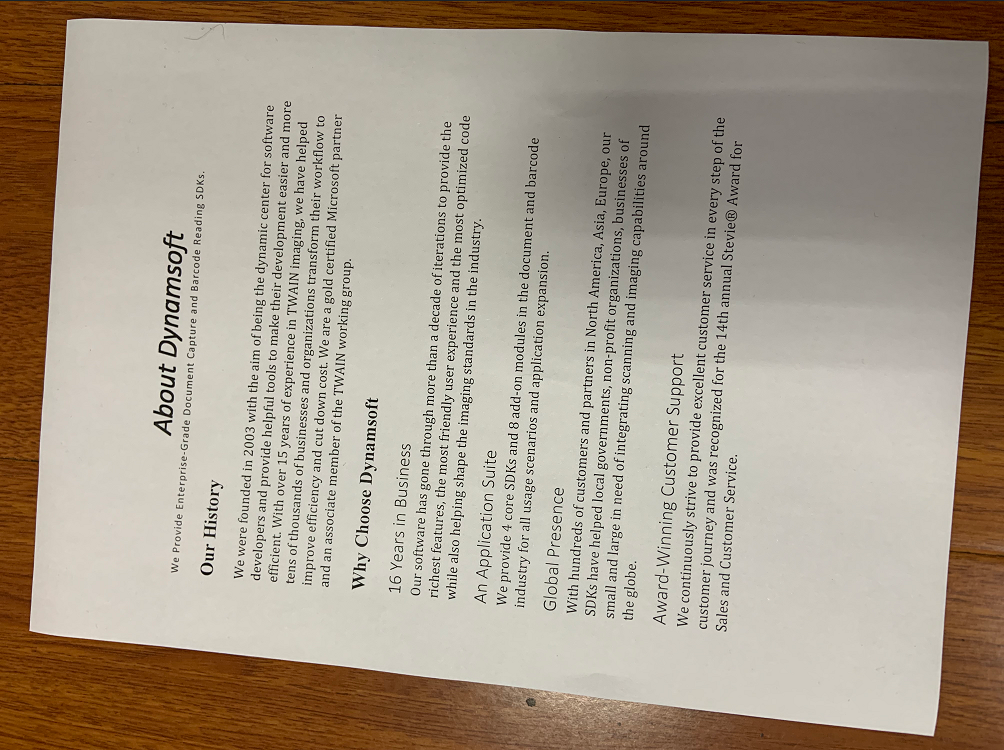 About Dynamsoft
We Provide Enterprise-Grade Document Capture and Barcode Reading SDKs.
Our History
We were founded in 2003 with the aim of being the dynamic center for software
developers and provide helpful tools to make their development easier and more
efficient. With over 15 years of experience in TWAIN imaging, we have helped
tens of thousands of businesses and organizations transform their workflow to
improve efficiency and cut down cost. We are a gold certified Microsoft partner
and an associate member of the TWAIN working group.
Why Choose Dynamsoft
16 Years in Business
Our software has gone through more than a decade of iterations to provide the
richest features, the most friendly user experience and the most optimized code
while also helping shape the imaging standards in the industry.
An Application Suite
We provide 4 core SDKs and 8 add-on modules in the document and barcode
industry for all usage scenarios and application expansion.
Global Presence
With hundreds of customers and partners in North America, Asia, Europe, our
SDKs have helped local governments, non-profit organizations, businesses of
small and large in need of integrating scanning and imaging capabilities around
the globe.
Award-Winning Customer Support
We continuously strive to provide excellent customer service in every step of the
customer journey and was recognized for the 14th annual Stevie® Award for
Sales and Customer Service.